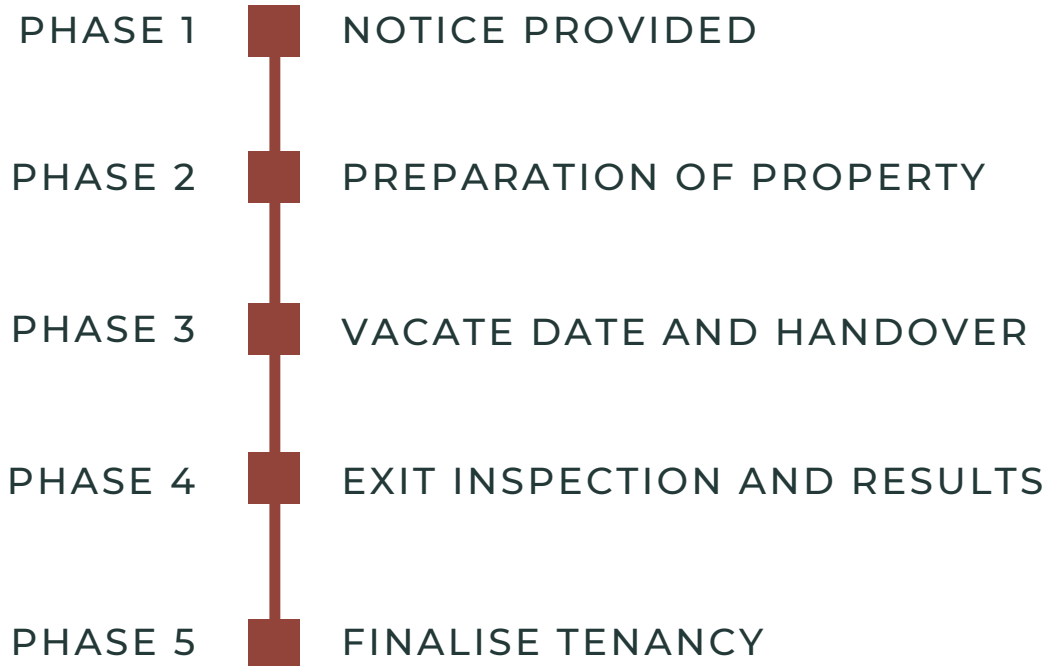 PHASE 1 NOTICE PROVIDED
PHASE 2 PREPARATION OF PROPERTY
PHASE 3 VACATE DATE AND HANDOVER
PHASE 4 EXIT INSPECTION AND RESULTS
PHASE 5 FINALISE TENANCY